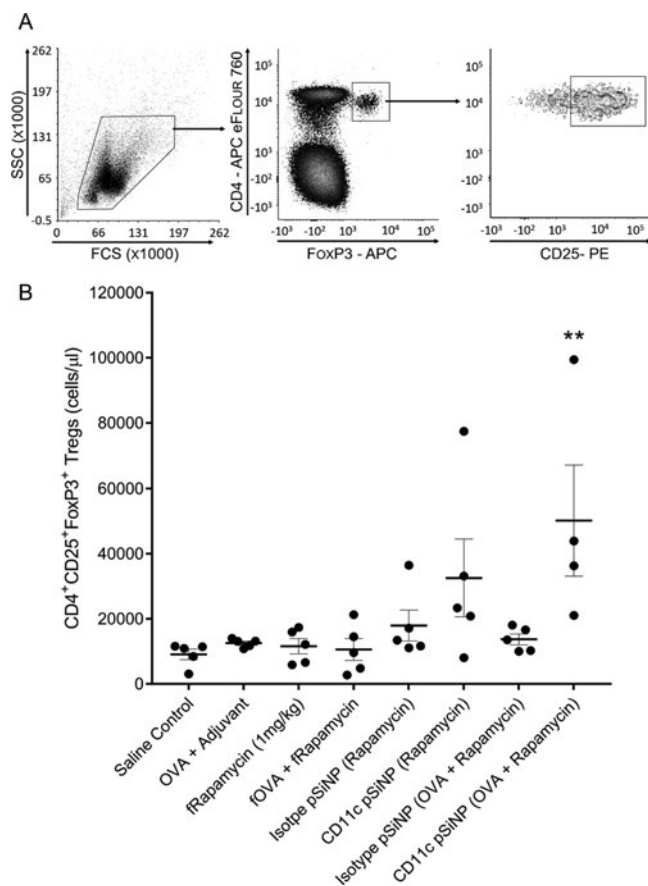 A
SSC (x1000)
262
197
131
65
-0.5
0 66 131 197 262
FCS (x1000)
CD4 - APC eFLOUR 760
10⁵
10⁴
10³
-10²
-10³
-10³ -10² 10³ 10⁴ 10⁵
FOXP3 - APC
10⁵
10⁴
10³
-10²
-10³
-10³ -10² 10³ 10⁴ 10⁵
CD25- PE
B
CD4⁺CD25⁺FoxP3⁺ Tregs (cells/µl)
120000
100000
80000
60000
40000
20000
0
**
Saline Control
OVA + Adjuvant
fRapamycin (1mg/kg)
fOVA + fRapamycin
Isotpe pSiNP (Rapamycin)
CD11c pSiNP (Rapamycin)
Isotype pSiNP (OVA + Rapamycin)
CD11c pSiNP (OVA + Rapamycin)